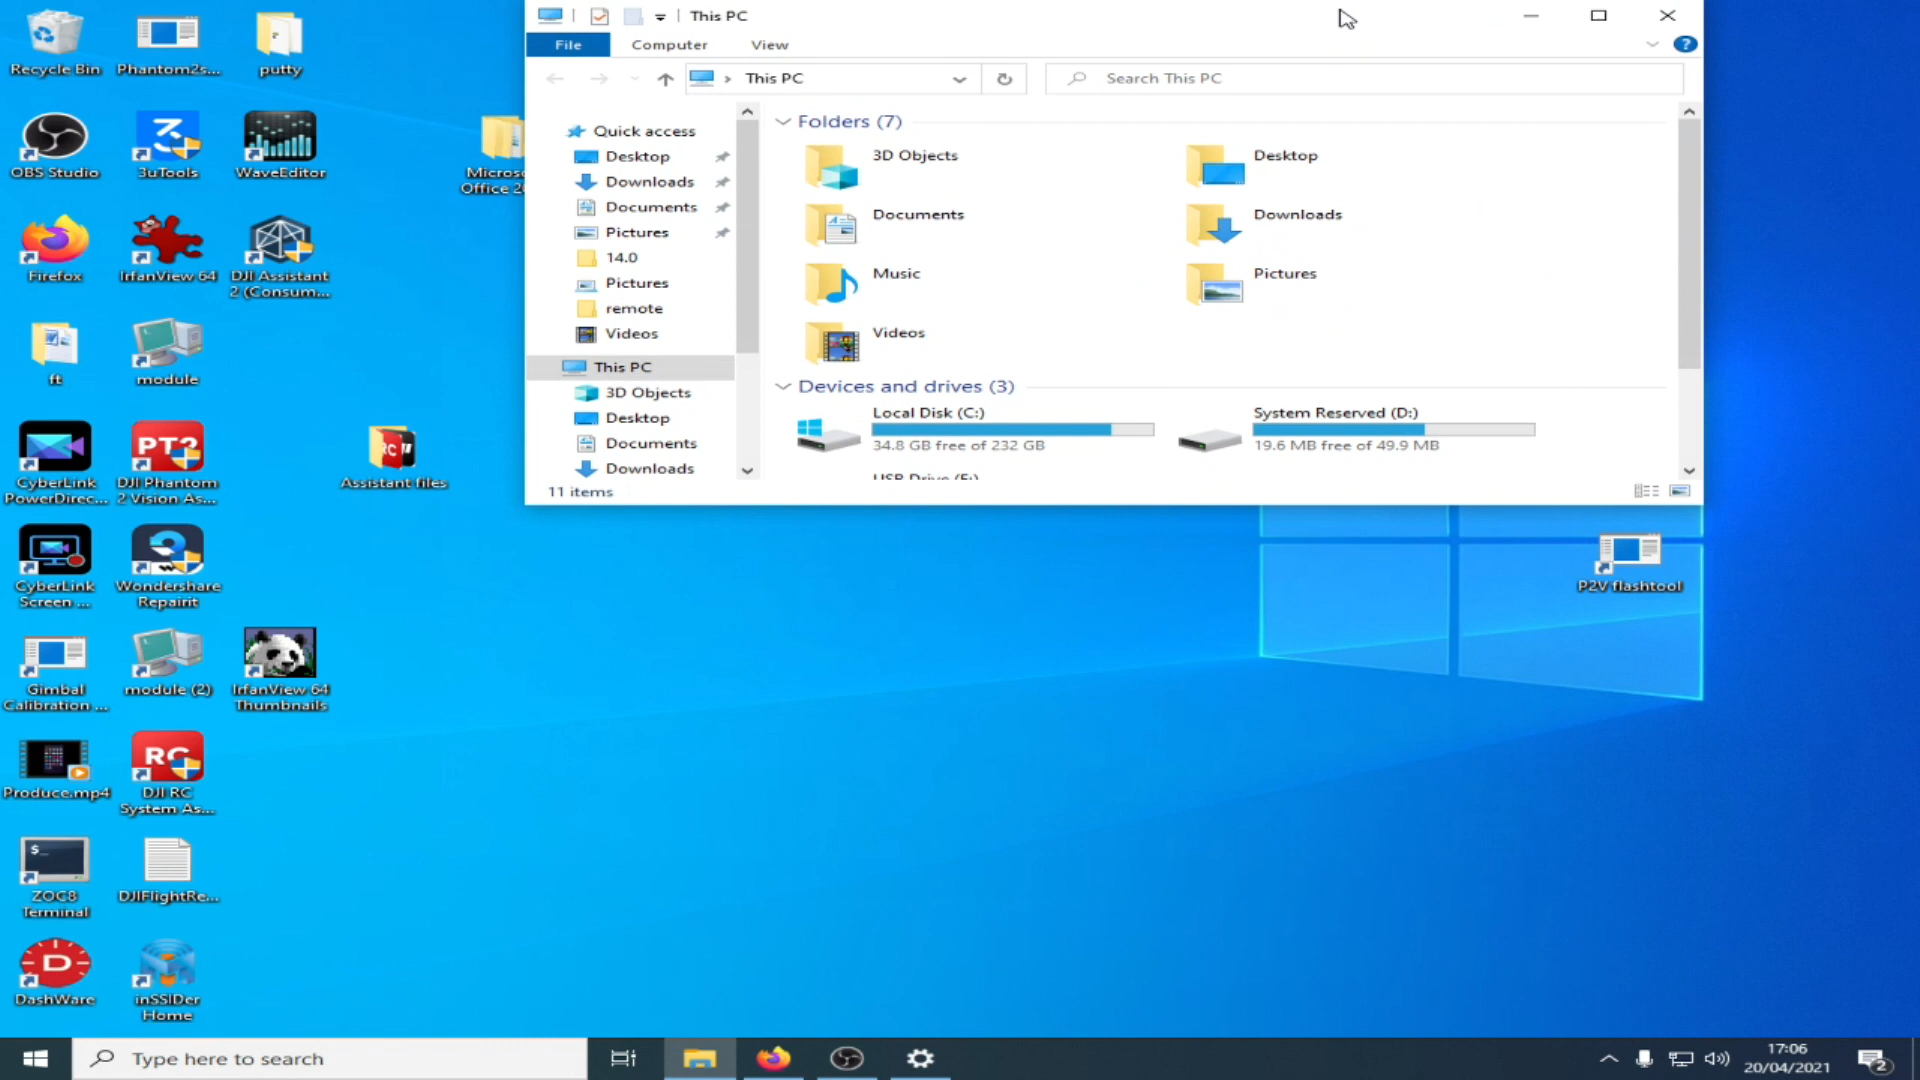 This PC
File
Computer
View
This PC
Search This PC
Quick access
Desktop
Downloads
Documents
Pictures
14.0
Pictures
remote
Videos
This PC
3D Objects
Desktop
Documents
Downloads
Folders (7)
3D Objects
Desktop
Documents
Downloads
Music
Pictures
Videos
Devices and drives (3)
Local Disk (C:)
34.8 GB free of 232 GB
System Reserved (D:)
19.6 MB free of 49.9 MB
11 items
Recycle Bin
Phantom2s...
putty
OBS Studio
3uTools
WaveEditor
Micros
Office 2
Firefox
IrfanView 64
DJI Assistant
2 (Consum...
ft
module
CyberLink
PowerDirec...
PT2
DJI Phantom
2 Vision As...
RC
Assistant files
CyberLink
Screen ...
Wondershare
Repairit
P2V flashtool
Gimbal
Calibration ...
module (2)
IrfanView 64
Thumbnails
Produce.mp4
RC
DJI RC
System As...
$_
ZOC8
Terminal
DJIFlightRe...
D
DashWare
inSSIDer
Home
Type here to search
17:06
20/04/2021
2